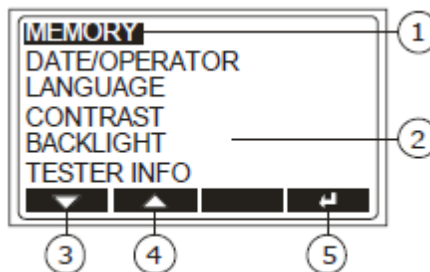 MEMORY
1
DATE/OPERATOR
LANGUAGE
CONTRAST
BACKLIGHT
2
TESTER INFO
3 4 5